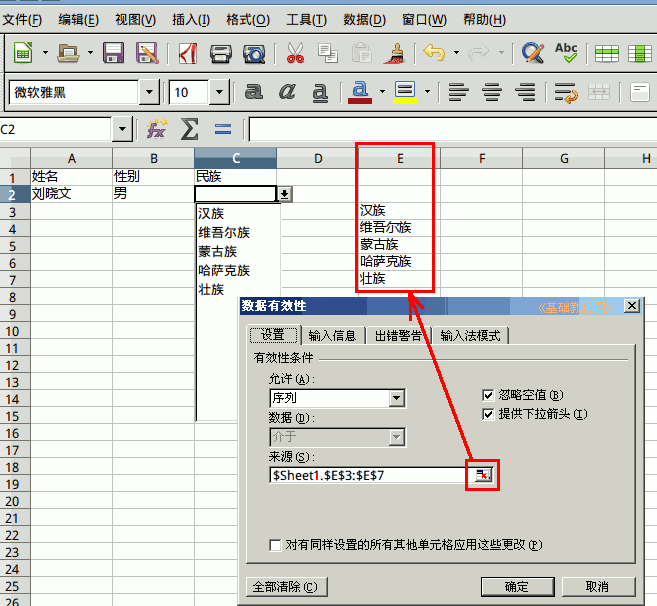 文件(F) 编辑(E) 视图(V) 插入(I) 格式(O) 工具(T) 数据(D) 窗口(W) 帮助(H)
Abc
微软雅黑 10 a a a a
C2 fx Σ =
A B C D E F G H
1 姓名 性别 民族
2 刘晓文 男
3 汉族 汉族
4 维吾尔族 维吾尔族
5 蒙古族 蒙古族
6 哈萨克族 哈萨克族
7 壮族 壮族
8
9
10
11
12
13
14
15
16
17
18
19
20
21
22
23
24
25
26
数据有效性
设置 输入信息 出错警告 输入法模式
有效性条件
允许(A):
序列 忽略空值(B)
数据(D): 提供下拉箭头(I)
介于
来源(S):
$Sheet1.$E$3:$E$7
对有同样设置的所有其他单元格应用这些更改(P)
全部清除(C) 确定 取消